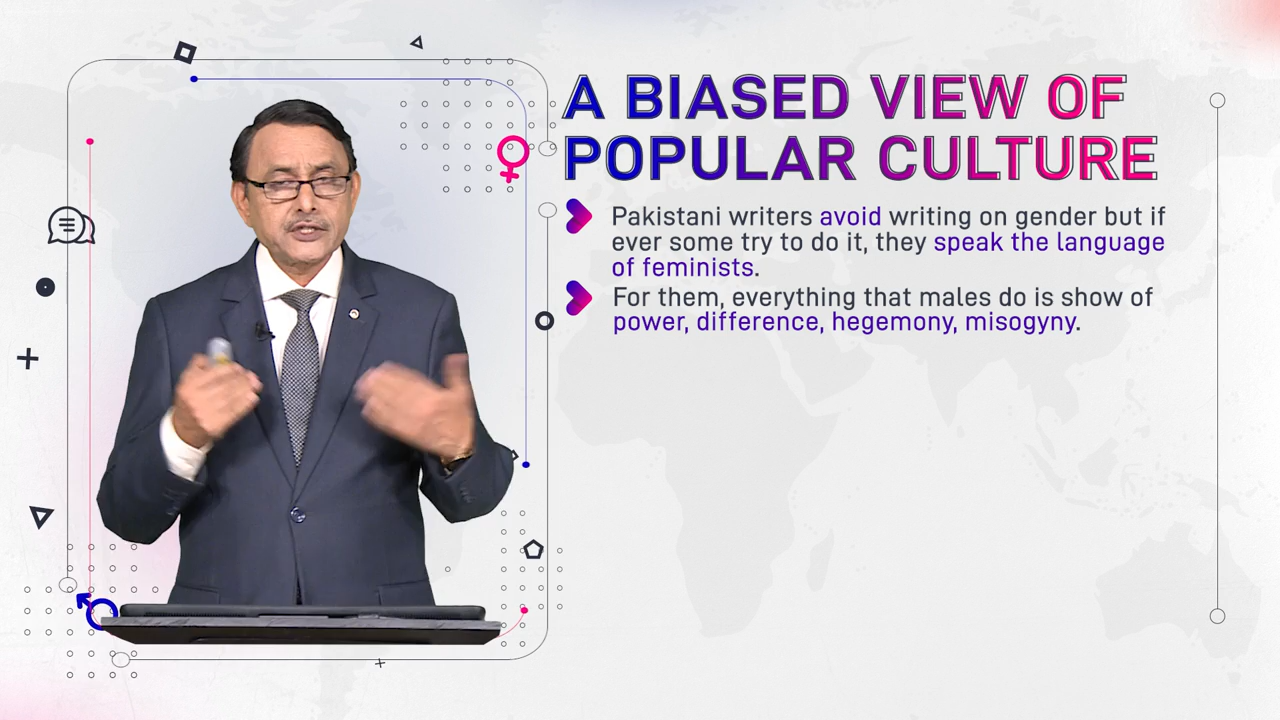 A BIASED VIEW OF
POPULAR CULTURE
Pakistani writers avoid writing on gender but if
ever some try to do it, they speak the language
of feminists.
For them, everything that males do is show of
power, difference, hegemony, misogyny.